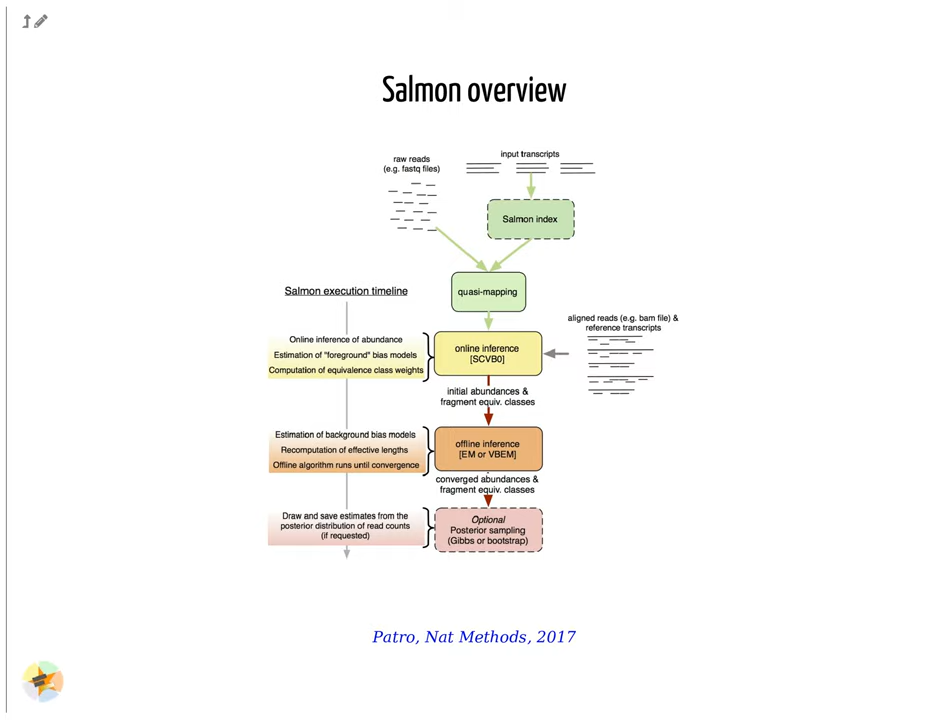 Salmon overview
raw reads
(e.g. fastq files)
input transcripts
Salmon index
quasi-mapping
Salmon execution timeline
aligned reads (e.g. bam file) &
reference transcripts
Online inference of abundance
Estimation of "foreground" bias models
Computation of equivalence class weights
online inference
[SCVB0]
initial abundances &
fragment equiv. classes
Estimation of background bias models
Recomputation of effective lengths
Offline algorithm runs until convergence
offline inference
[EM or VBEM]
converged abundances &
fragment equiv. classes
Draw and save estimates from the
posterior distribution of read counts
(if requested)
Optional
Posterior sampling
(Gibbs or bootstrap)
Patro, Nat Methods, 2017